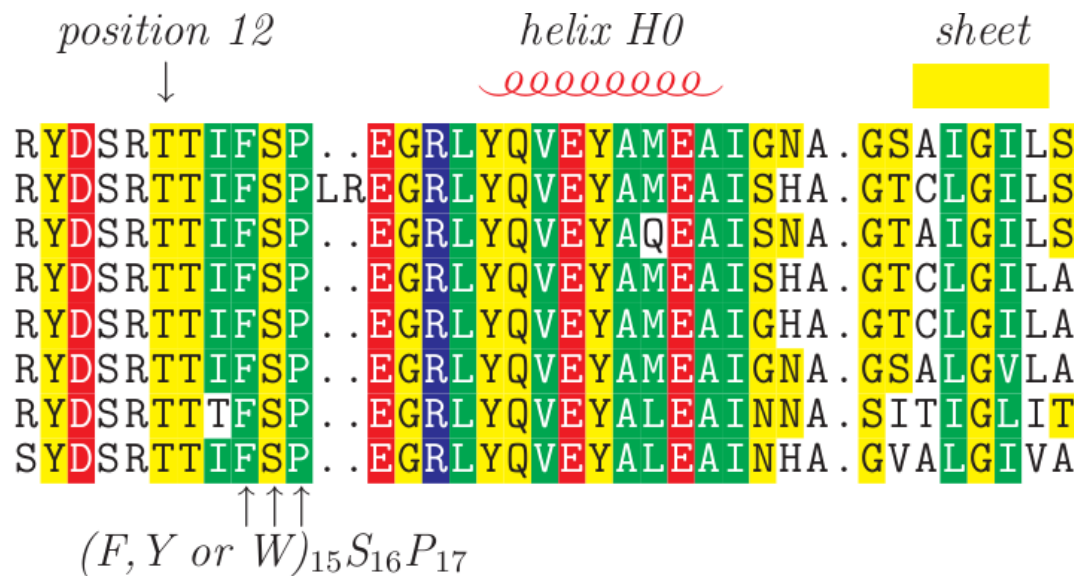 position 12 helix H0 sheet
RYDSRTTIFSP..EGRLYQVEYAMEAIGNA.GSAIGILS
RYDSRTTIFSPLREGRLYQVEYAMEAISHA.GTCLGILS
RYDSRTTIFSP..EGRLYQVEYAQEAISNA.GTAIGILS
RYDSRTTIFSP..EGRLYQVEYAMEAISHA.GTCLGILA
RYDSRTTIFSP..EGRLYQVEYAMEAIGHA.GTCLGILA
RYDSRTTIFSP..EGRLYQVEYAMEAIGNA.GSALGVLA
RYDSRTTTFSP..EGRLYQVEYALEAINNA.SITIGLIT
SYDSRTTIFSP..EGRLYQVEYALEAINHA.GVALGIVA
(F, Y or W)₁₅S₁₆P₁₇